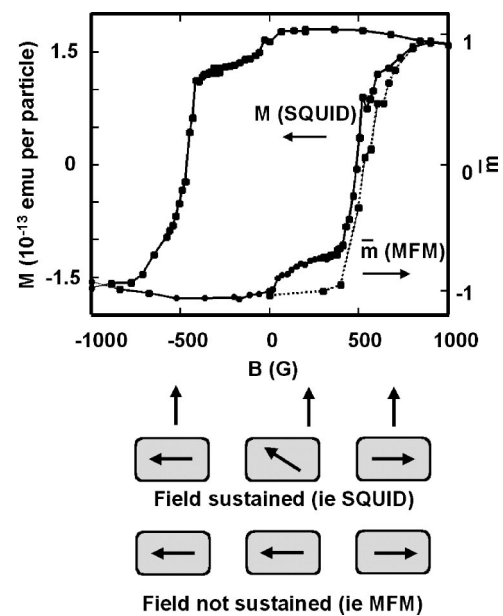 1.5
0
-1.5
M (10⁻¹³ emu per particle)
M (SQUID)
m̅ (MFM)
1
0
-1
m̅
-1000 -500 0 500 1000
B (G)
Field sustained (ie SQUID)
Field not sustained (ie MFM)